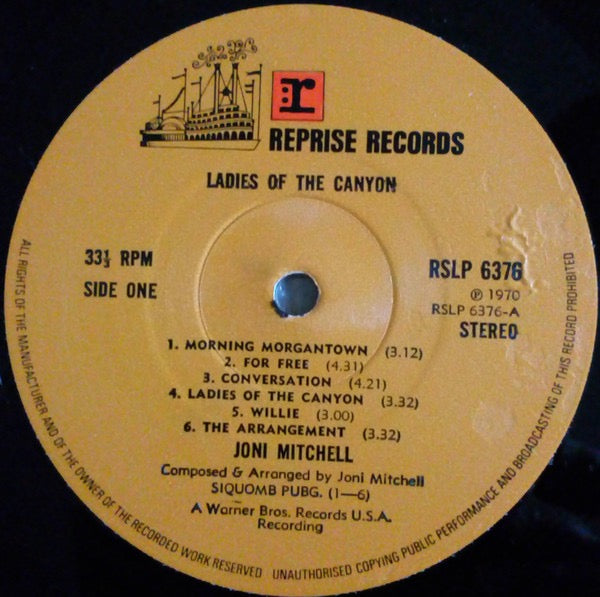 r
REPRISE RECORDS
LADIES OF THE CANYON
33⅓ RPM
SIDE ONE
RSLP 6376
℗ 1970
RSLP 6376-A
STEREO
1. MORNING MORGANTOWN (3.12)
2. FOR FREE (4.31)
3. CONVERSATION (4.21)
4. LADIES OF THE CANYON (3.32)
5. WILLIE (3.00)
6. THE ARRANGEMENT (3.32)
JONI MITCHELL
Composed & Arranged by Joni Mitchell
SIQUOMB PUBG. (1—6)
A Warner Bros. Records U.S.A.
Recording
ALL RIGHTS OF THE MANUFACTURER AND OF THE OWNER OF THE RECORDED WORK RESERVED UNAUTHORISED COPYING PUBLIC PERFORMANCE AND BROADCASTING OF THIS RECORD PROHIBITED